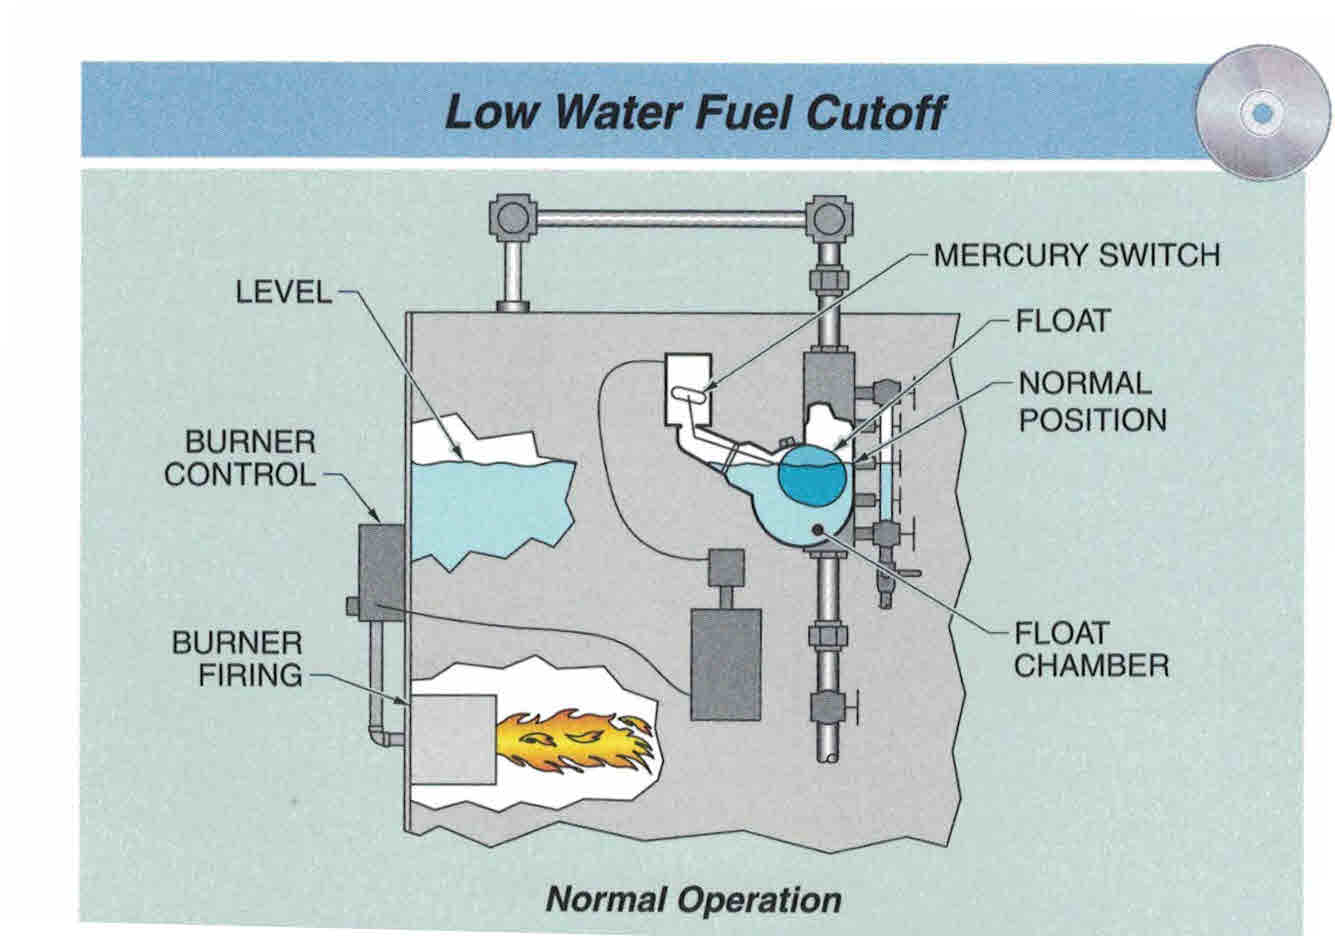 Low Water Fuel Cutoff
MERCURY SWITCH
LEVEL
FLOAT
NORMAL
POSITION
BURNER
CONTROL
BURNER
FIRING
FLOAT
CHAMBER
Normal Operation